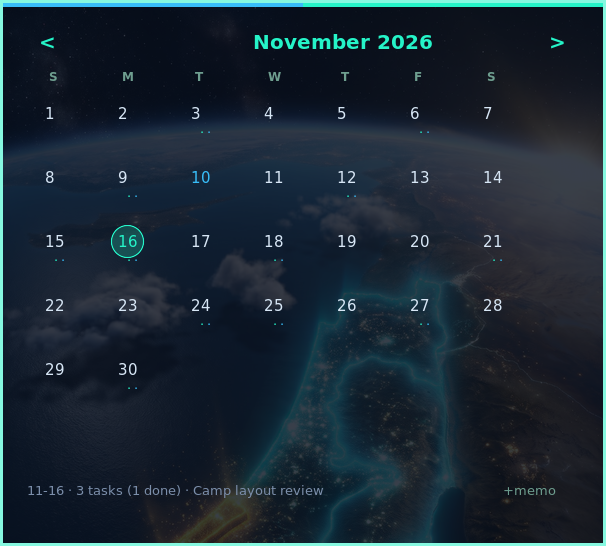 < November 2026 >
S M T W T F S
1 2 3 4 5 6 7
8 9 10 11 12 13 14
15 16 17 18 19 20 21
22 23 24 25 26 27 28
29 30
11-16 · 3 tasks (1 done) · Camp layout review +memo